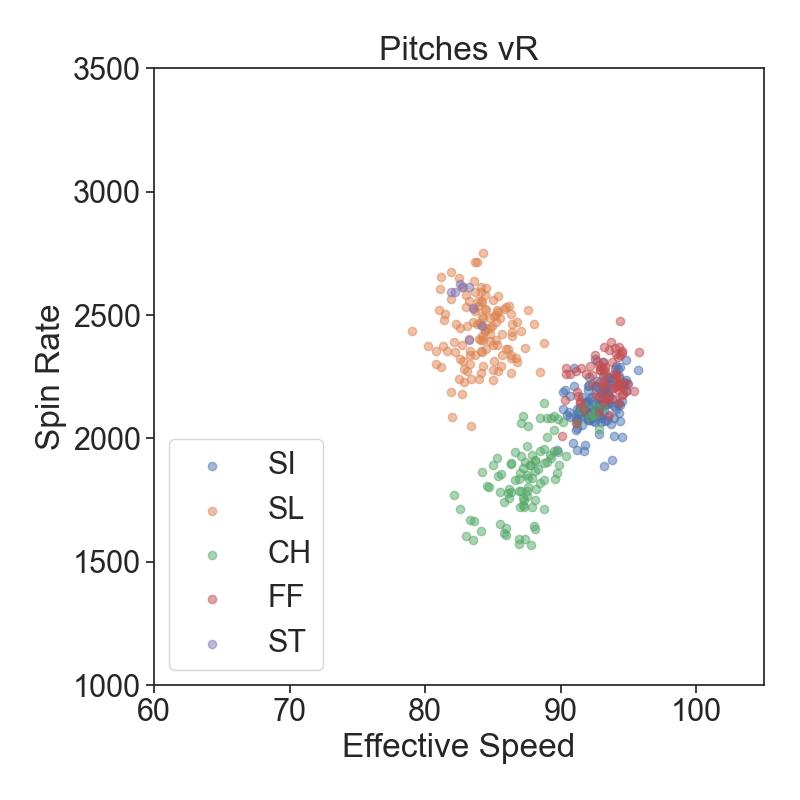 Pitches vR
3500
3000
2500
2000
1500
1000
Spin Rate
SI
SL
CH
FF
ST
60 70 80 90 100
Effective Speed